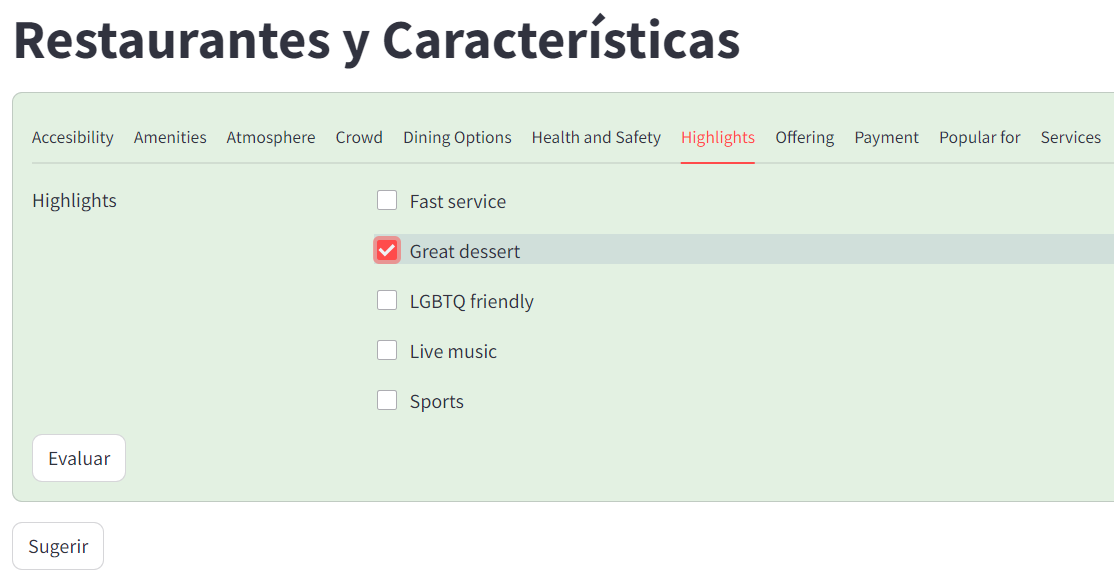 Restaurantes y Características
Accesibility Amenities Atmosphere Crowd Dining Options Health and Safety Highlights Offering Payment Popular for Services
Highlights
Fast service
Great dessert
LGBTQ friendly
Live music
Sports
Evaluar
Sugerir